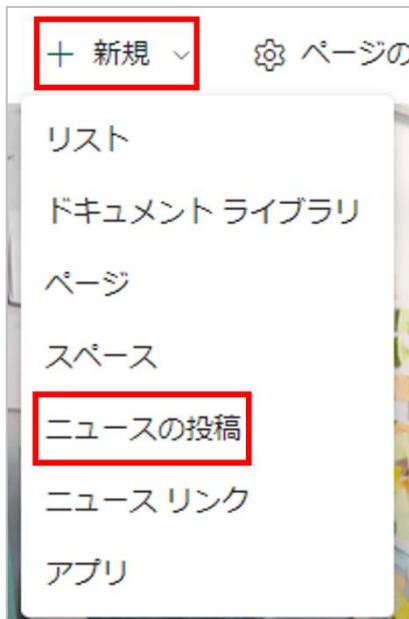 + 新規 ページの
リスト
ドキュメント ライブラリ
ページ
スペース
ニュースの投稿
ニュース リンク
アプリ